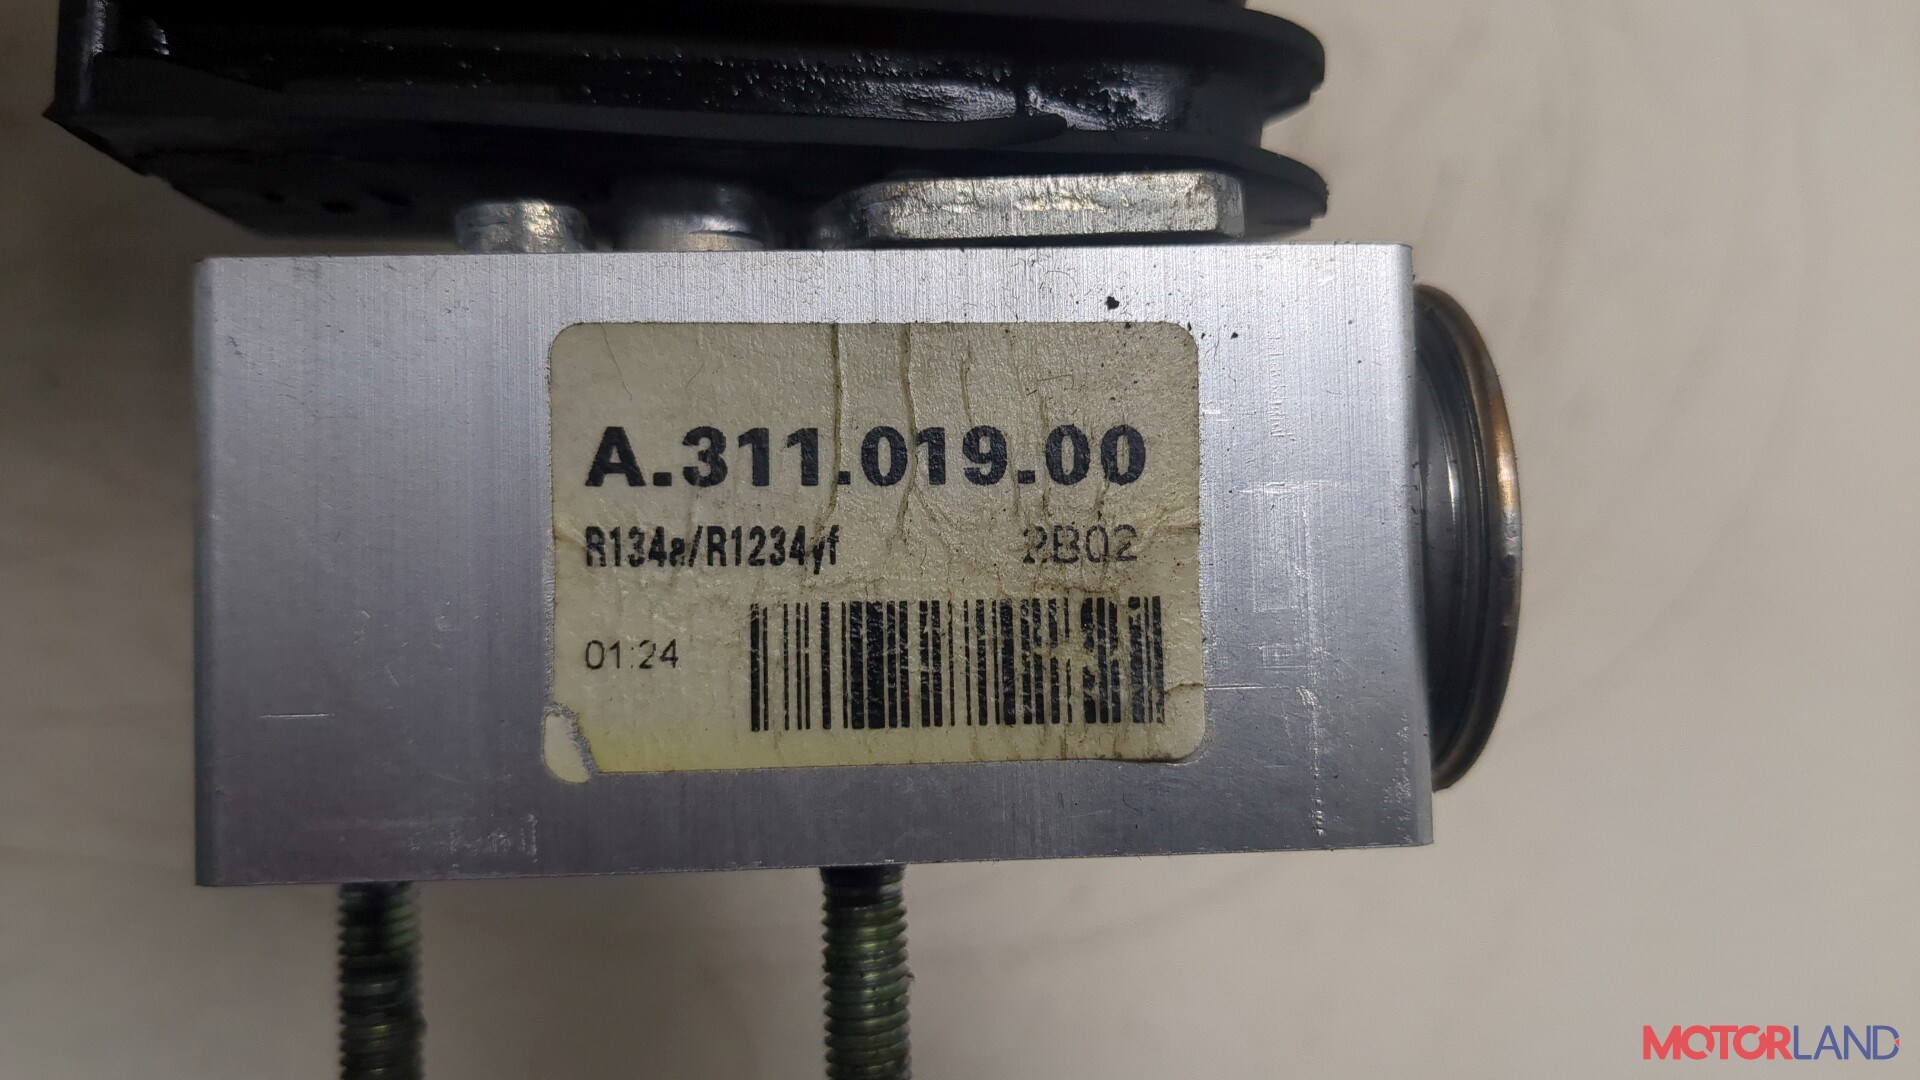 A.311.019.00
R134a/R1234yf 2B02
01:24
MOTORLAND